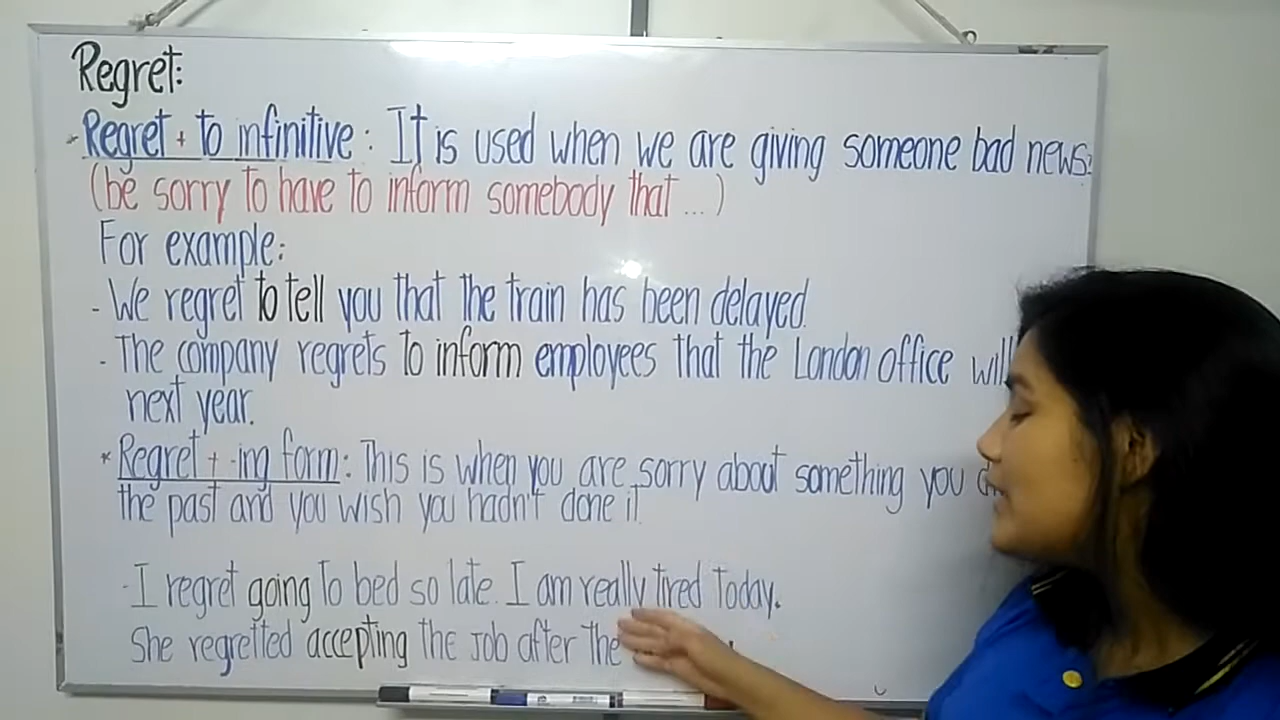 Regret:
* Regret + to infinitive : It is used when we are giving someone bad news:
(be sorry to have to inform somebody that ... )
For example:
- We regret to tell you that the train has been delayed.
- The company regrets to inform employees that the London office will
next year.
* Regret + -ing form : This is when you are sorry about something you
the past and you wish you hadn't done it.
- I regret going to bed so late. I am really tired today.
She regretted accepting the job after the